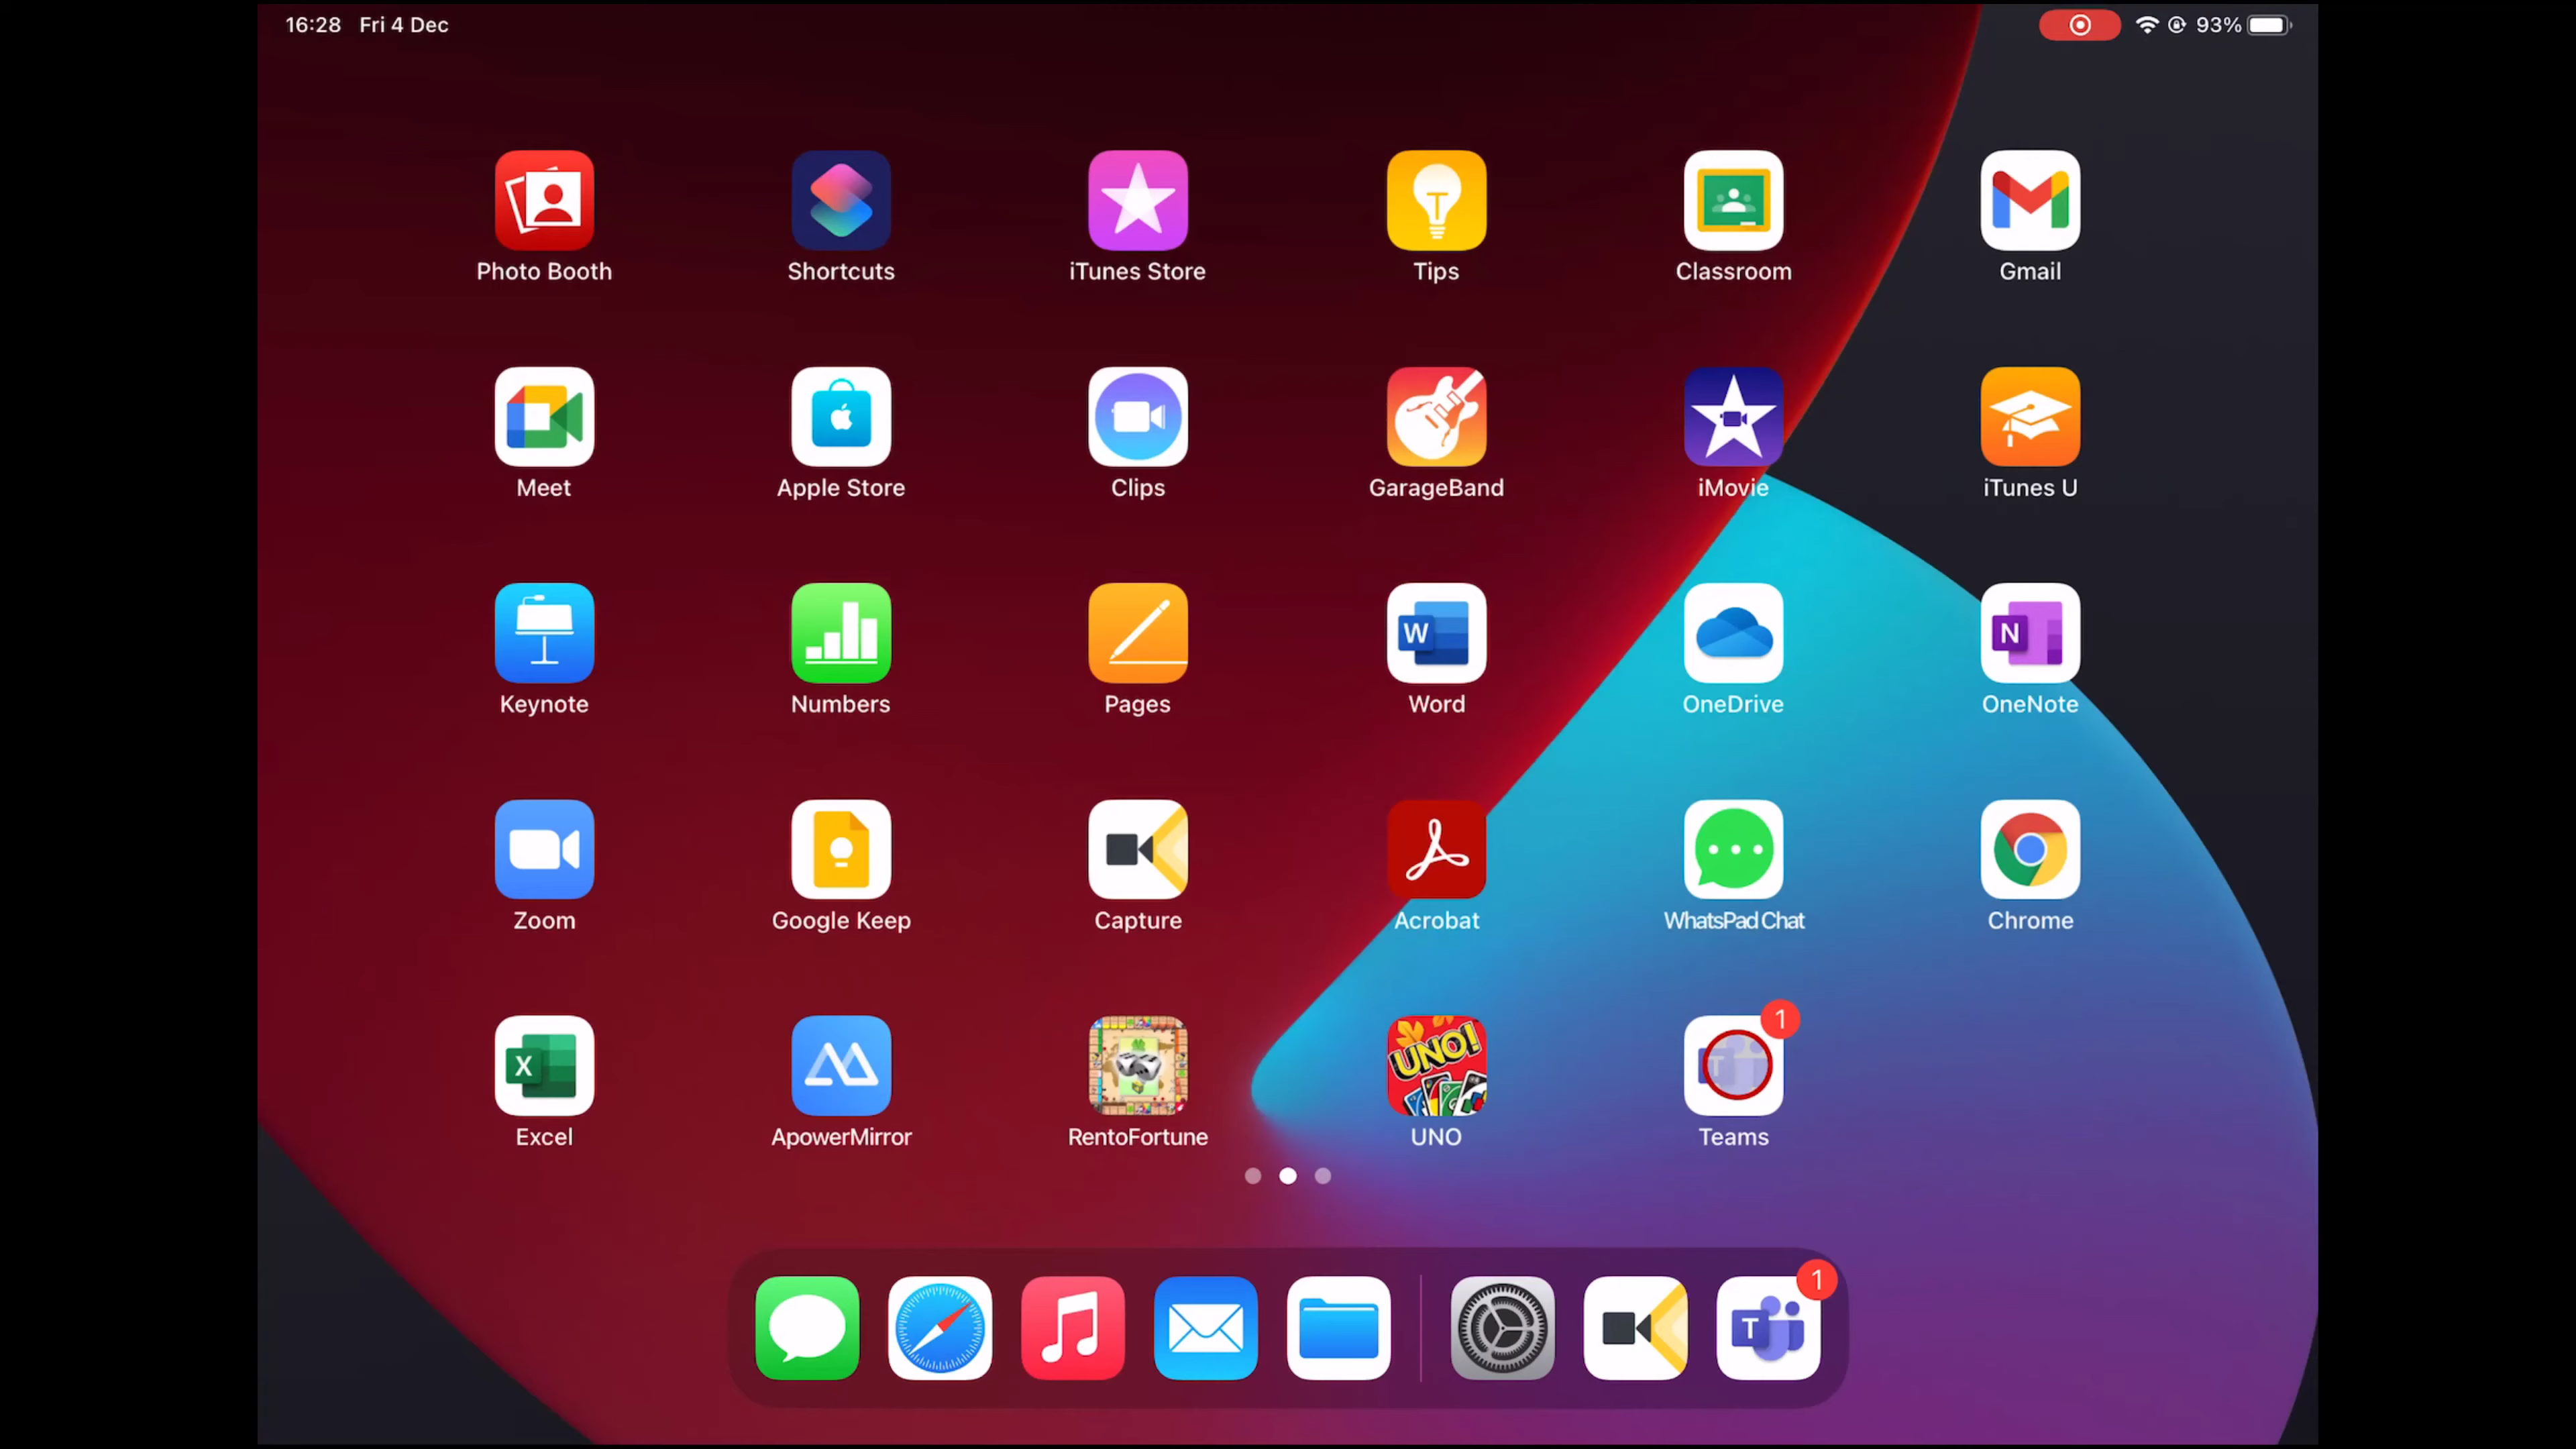 16:28 Fri 4 Dec 93%
Photo Booth Shortcuts iTunes Store Tips Classroom Gmail
Meet Apple Store Clips GarageBand iMovie iTunes U
W N
Keynote Numbers Pages Word OneDrive OneNote
Zoom Google Keep Capture Acrobat WhatsPad Chat Chrome
1
X UNO! T
Excel ApowerMirror RentoFortune UNO Teams
1
T